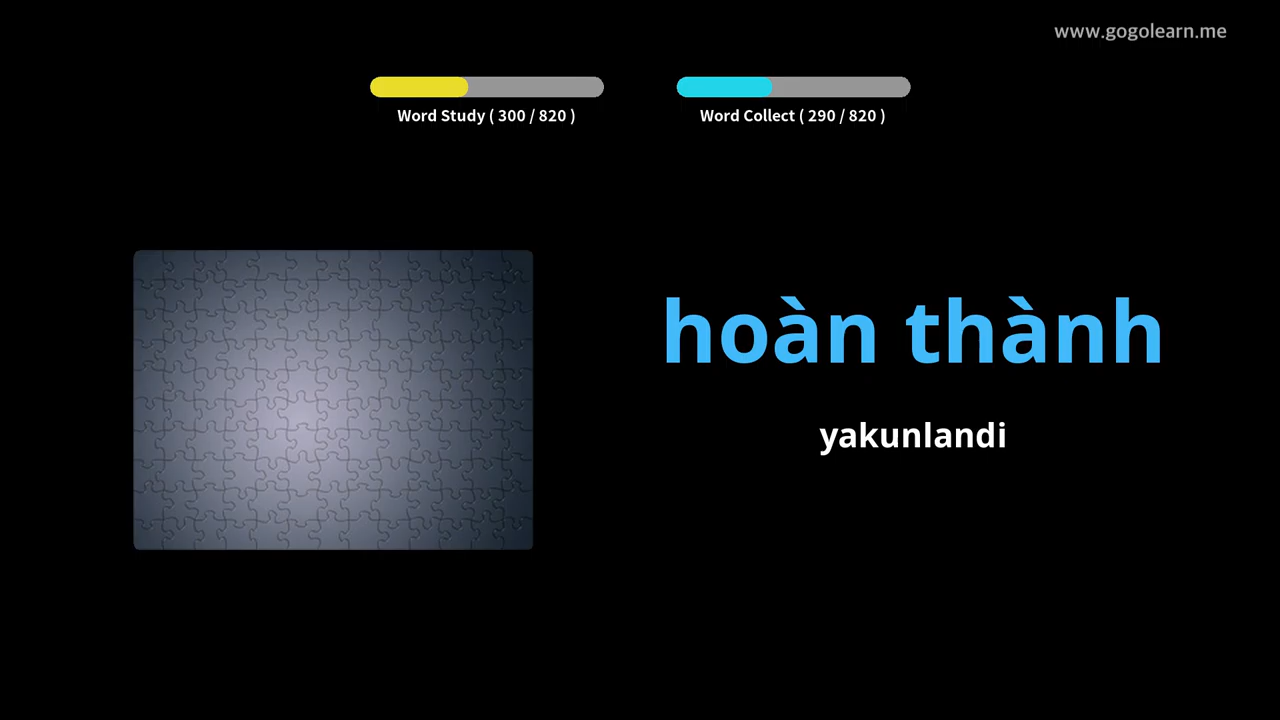 www.gogolearn.me
Word Study ( 300 / 820 )
Word Collect ( 290 / 820 )
hoàn thành
yakunlandi